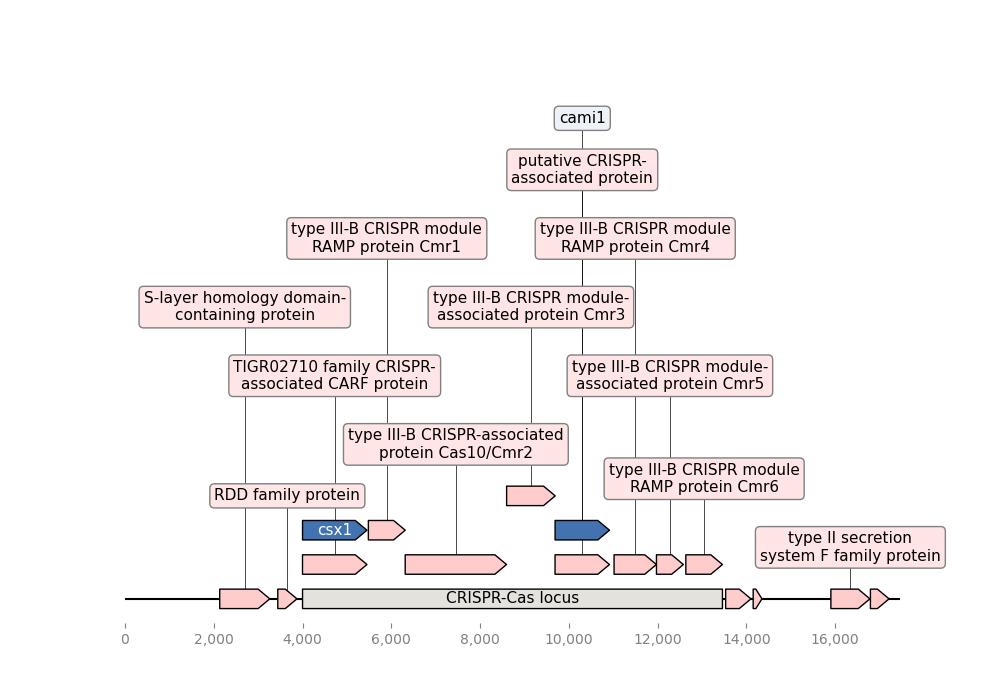 cami1
putative CRISPR-
associated protein
type III-B CRISPR module
RAMP protein Cmr1
type III-B CRISPR module
RAMP protein Cmr4
S-layer homology domain-
containing protein
type III-B CRISPR module-
associated protein Cmr3
TIGR02710 family CRISPR-
associated CARF protein
type III-B CRISPR module-
associated protein Cmr5
type III-B CRISPR-associated
protein Cas10/Cmr2
type III-B CRISPR module
RAMP protein Cmr6
RDD family protein
csx1
type II secretion
system F family protein
CRISPR-Cas locus
0 2,000 4,000 6,000 8,000 10,000 12,000 14,000 16,000